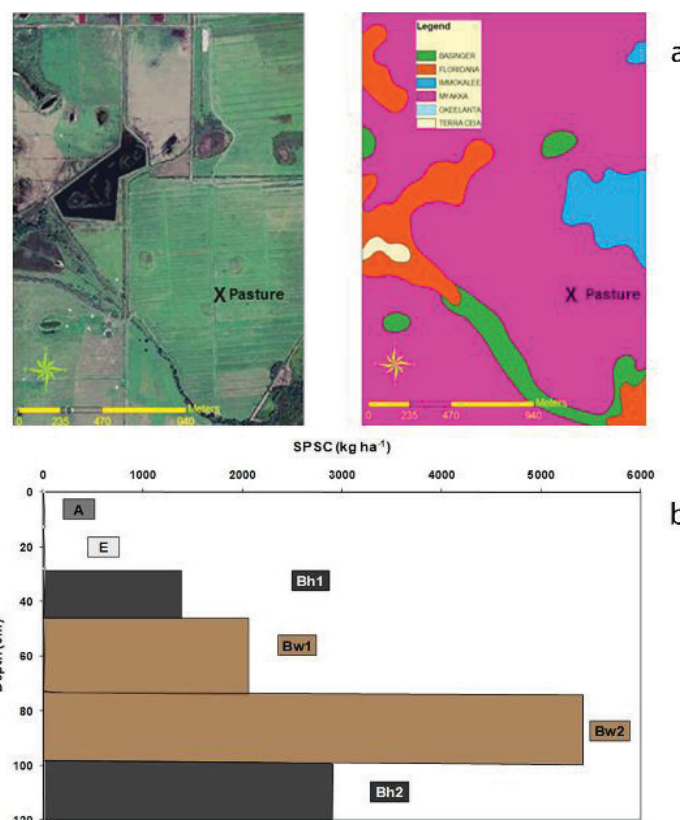 a
Legend
BASINGER
FLORIDANA
IMMOKALEE
MYAKKA
OKEELANTA
TERRA CEIA
X Pasture
X Pasture
Meters
0 235 470 940
Meters
0 235 470 940
SPSC (kg ha⁻¹)
0 1000 2000 3000 4000 5000 6000
b
0
A
20
E
Bh1
40
Bw1
60
80
Bw2
100
Bh2
120